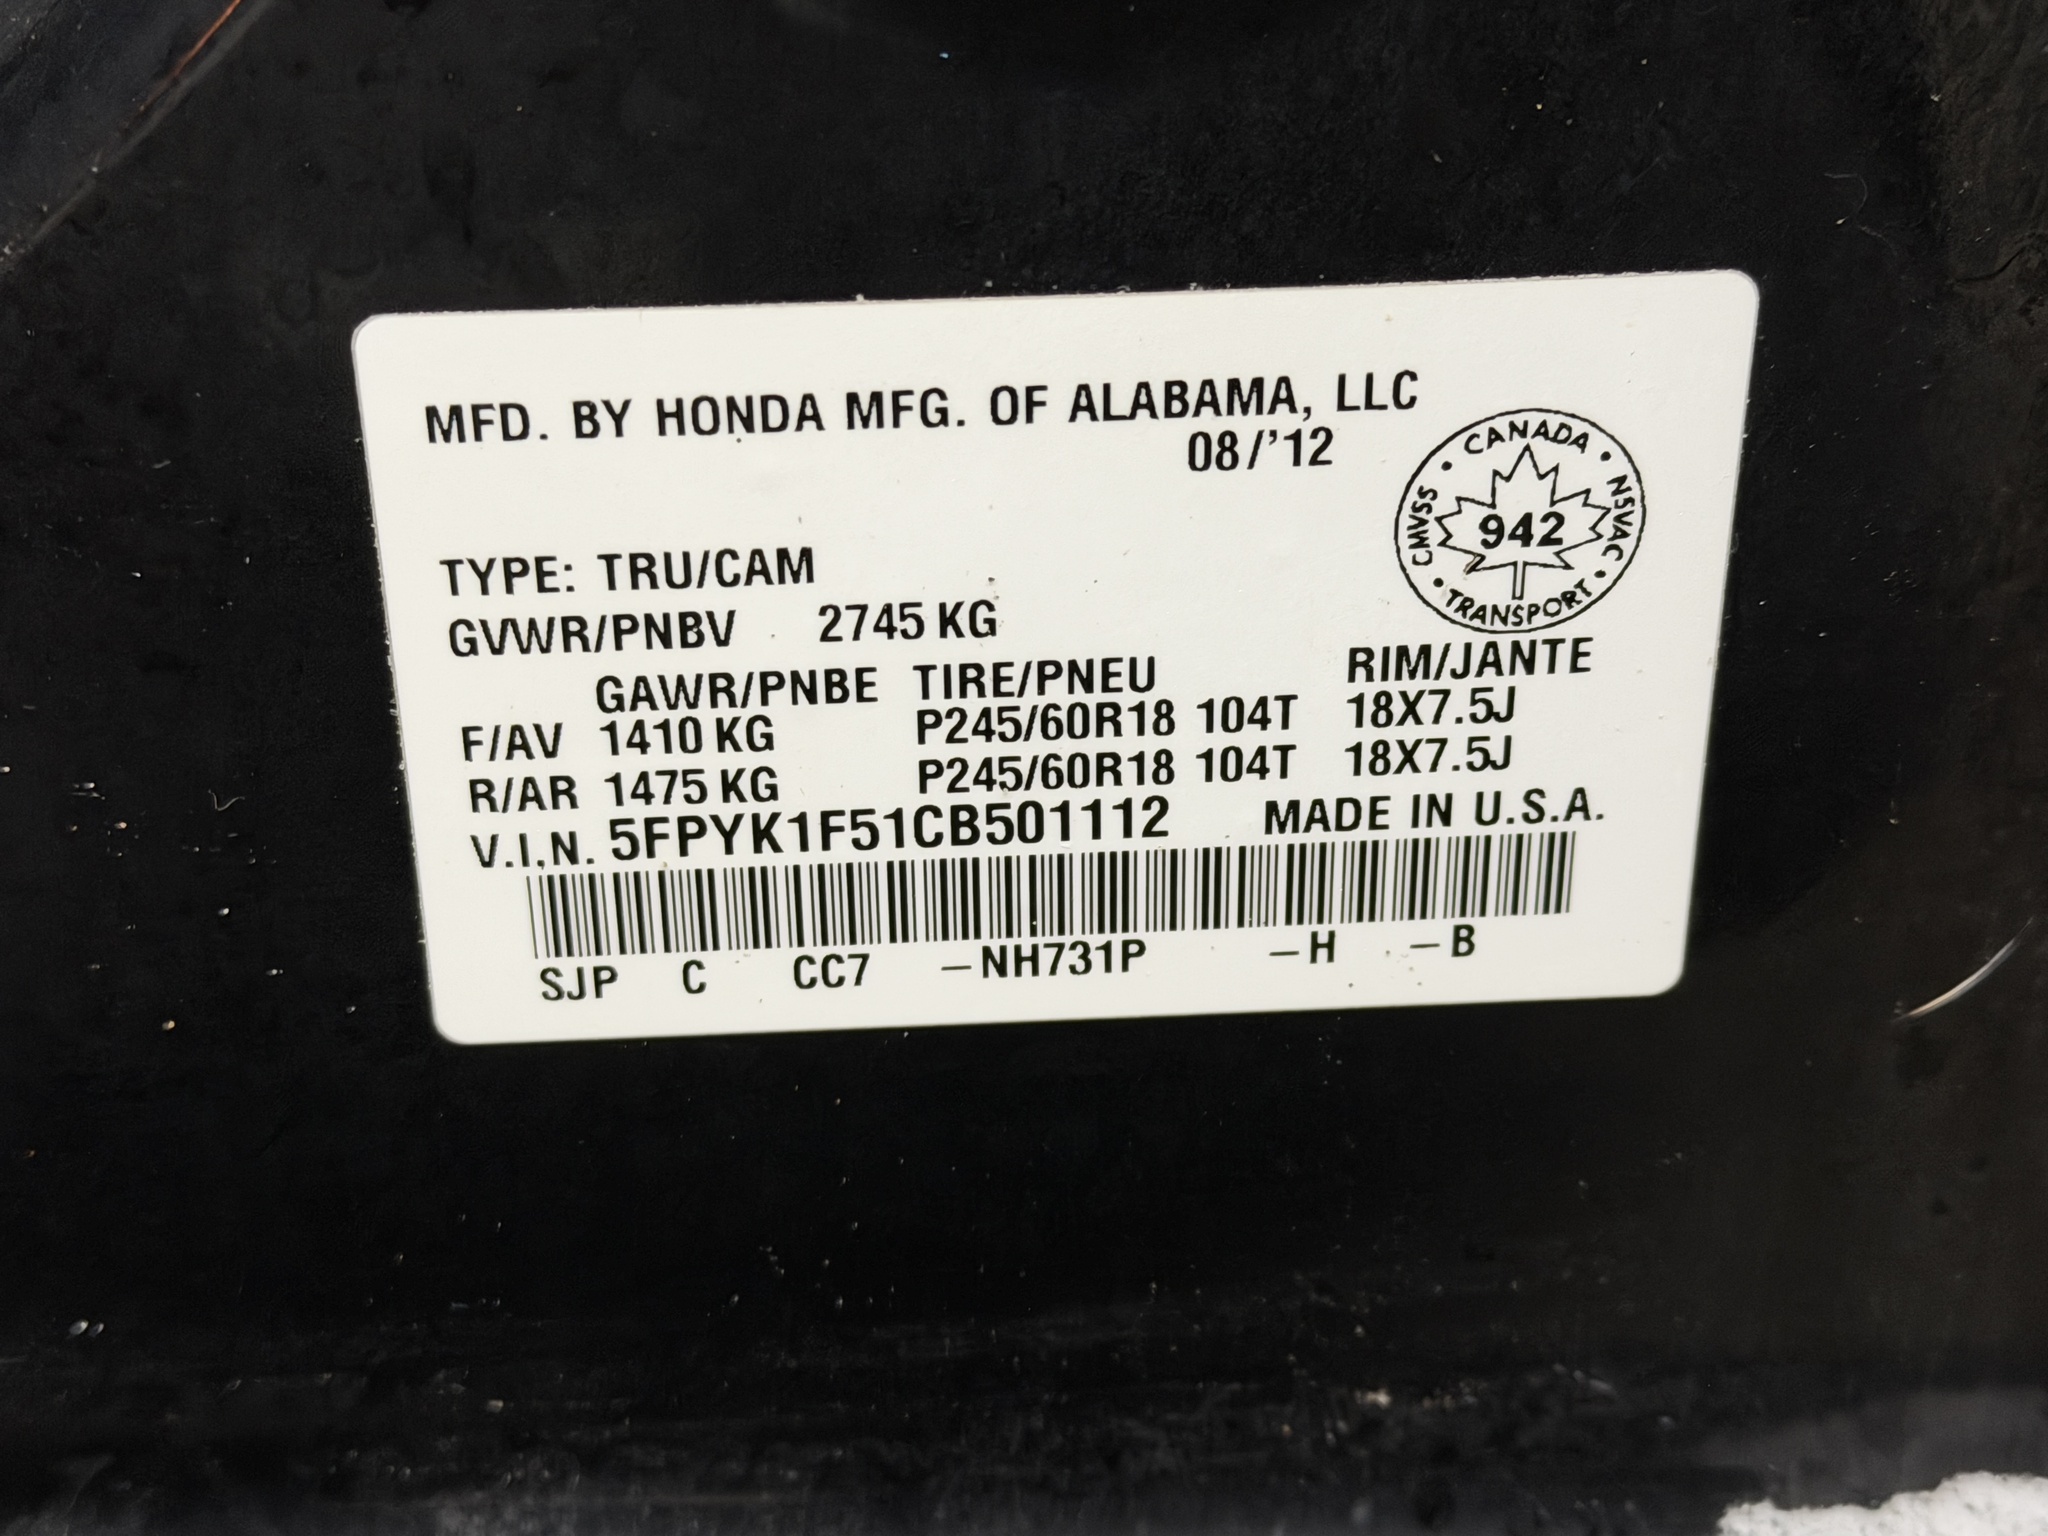 MFD. BY HONDA MFG. OF ALABAMA, LLC
08/'12
CANADA
NSVAC
TRANSPORT
CMVSS
942
TYPE: TRU/CAM
GVWR/PNBV 2745 KG
GAWR/PNBE TIRE/PNEU RIM/JANTE
F/AV 1410 KG P245/60R18 104T 18X7.5J
R/AR 1475 KG P245/60R18 104T 18X7.5J
V.I.N. 5FPYK1F51CB501112 MADE IN U.S.A.
SJP C CC7 –NH731P –H –B